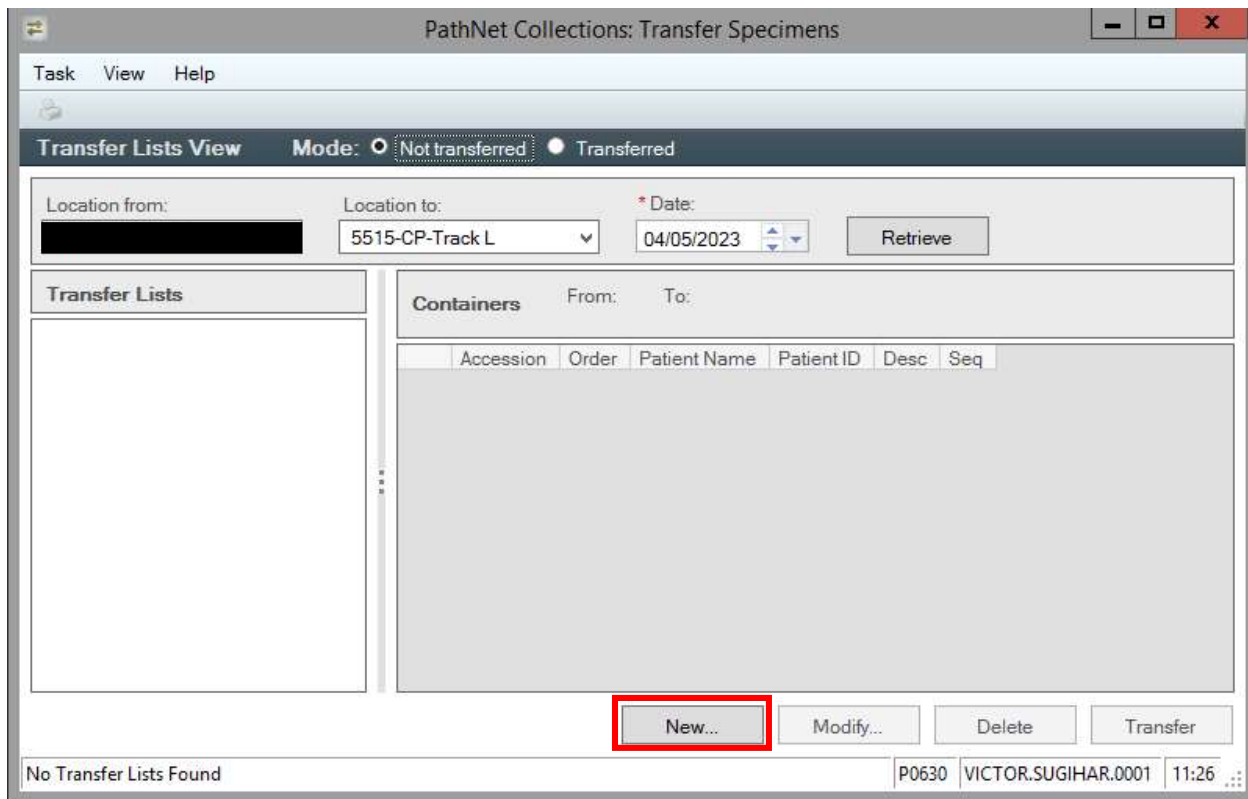 PathNet Collections: Transfer Specimens
Task View Help
Transfer Lists View Mode: Not transferred Transferred
Location from: Location to: * Date:
5515-CP-Track L 04/05/2023 Retrieve
Transfer Lists Containers From: To:
Accession Order Patient Name Patient ID Desc Seq
New... Modify... Delete Transfer
No Transfer Lists Found P0630 VICTOR.SUGIHAR.0001 11:26